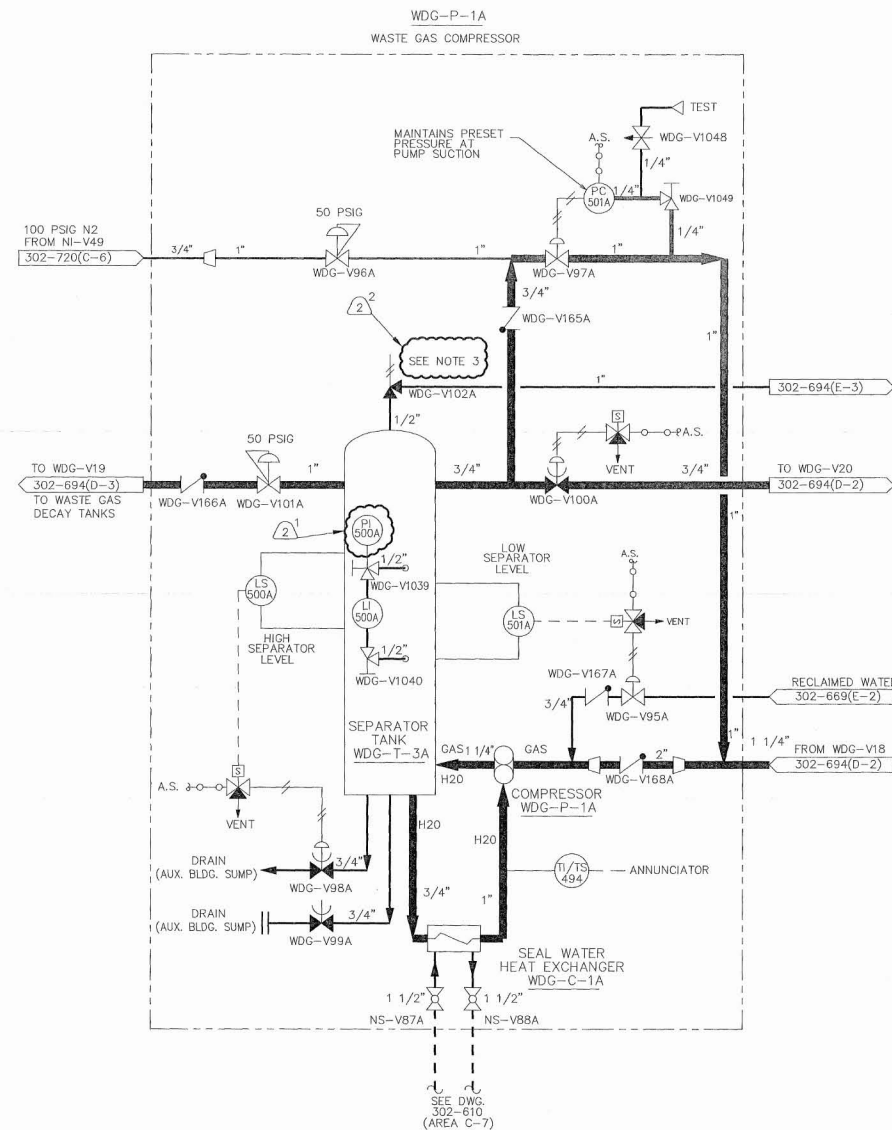 WDG-P-1A
WASTE GAS COMPRESSOR
TEST
A.S.
WDG-V1048
MAINTAINS PRESET
PRESSURE AT
PUMP SUCTION
1/4"
PC
501A
1/4"
WDG-V1049
1/4"
50 PSIG
100 PSIG N2
FROM NI-V49
302-720(C-6)
3/4"
1"
WDG-V96A
1"
WDG-V97A
1"
3/4"
WDG-V165A
1"
2
2
SEE NOTE 3
WDG-V102A
1"
302-694(E-3)
1/2"
S
A.S.
VENT
50 PSIG
TO WDG-V19
302-694(D-3)
TO WASTE GAS
DECAY TANKS
WDG-V166A
WDG-V101A
1"
3/4"
WDG-V100A
3/4"
TO WDG-V20
302-694(D-2)
1"
2
1
PI
500A
1/2"
WDG-V1039
LS
500A
LI
500A
HIGH
SEPARATOR
LEVEL
1/2"
WDG-V1040
LOW
SEPARATOR
LEVEL
LS
501A
A.S.
S
VENT
WDG-V167A
3/4"
WDG-V95A
RECLAIMED WATER
302-669(E-2)
SEPARATOR
TANK
WDG-T-3A
GAS
1 1/4"
H20
GAS
2"
WDG-V168A
1"
1 1/4"
FROM WDG-V18
302-694(D-2)
COMPRESSOR
WDG-P-1A
A.S.
S
VENT
H20
H20
TI/TS
494
ANNUNCIATOR
DRAIN
(AUX. BLDG. SUMP)
WDG-V98A
3/4"
3/4"
1"
DRAIN
(AUX. BLDG. SUMP)
WDG-V99A
3/4"
SEAL WATER
HEAT EXCHANGER
WDG-C-1A
1 1/2"
NS-V87A
1 1/2"
NS-V88A
SEE DWG.
302-610
(AREA C-7)